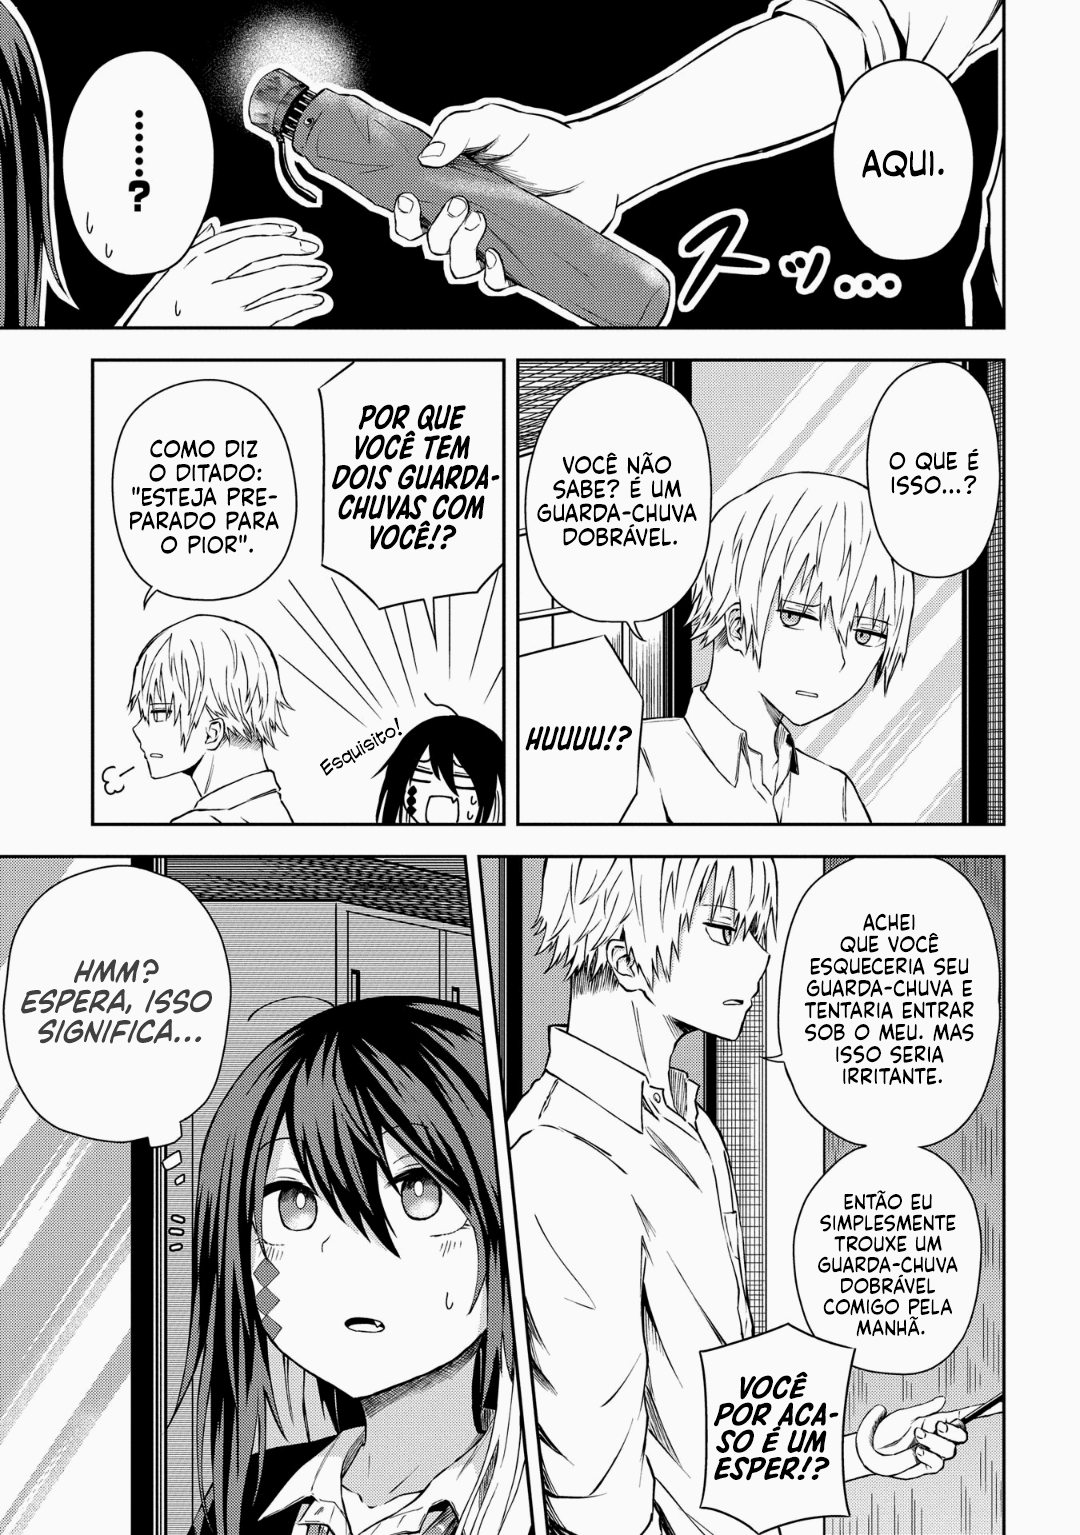 AQUI.
スッ...
.......?
O QUE É
ISSO...?
VOCÊ NÃO
SABE? É UM
GUARDA-CHUVA
DOBRÁVEL.
HUUUU!?
POR QUE
VOCÊ TEM
DOIS GUARDA-
CHUVAS COM
VOCÊ!?
Esquisito!
COMO DIZ
O DITADO:
"ESTEJA PRE-
PARADO PARA
O PIOR".
ACHEI
QUE VOCÊ
ESQUECERIA SEU
GUARDA-CHUVA E
TENTARIA ENTRAR
SOB O MEU. MAS
ISSO SERIA
IRRITANTE.
ENTÃO EU
SIMPLESMENTE
TROUXE UM
GUARDA-CHUVA
DOBRÁVEL
COMIGO PELA
MANHÃ.
VOCÊ
POR ACA-
SO É UM
ESPER!?
HMM?
ESPERA, ISSO
SIGNIFICA...